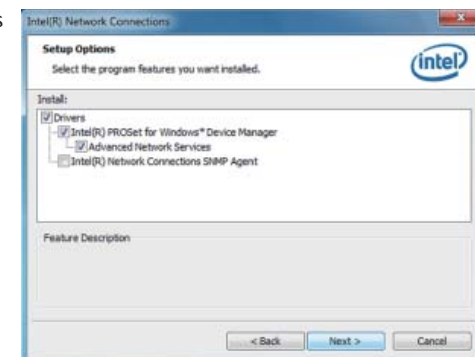 s
Intel(R) Network Connections
Setup Options
Select the program features you want installed.
intel
Install:
Drivers
Intel(R) PROSet for Windows* Device Manager
Advanced Network Services
Intel(R) Network Connections SNMP Agent
Feature Description
< Back
Next >
Cancel